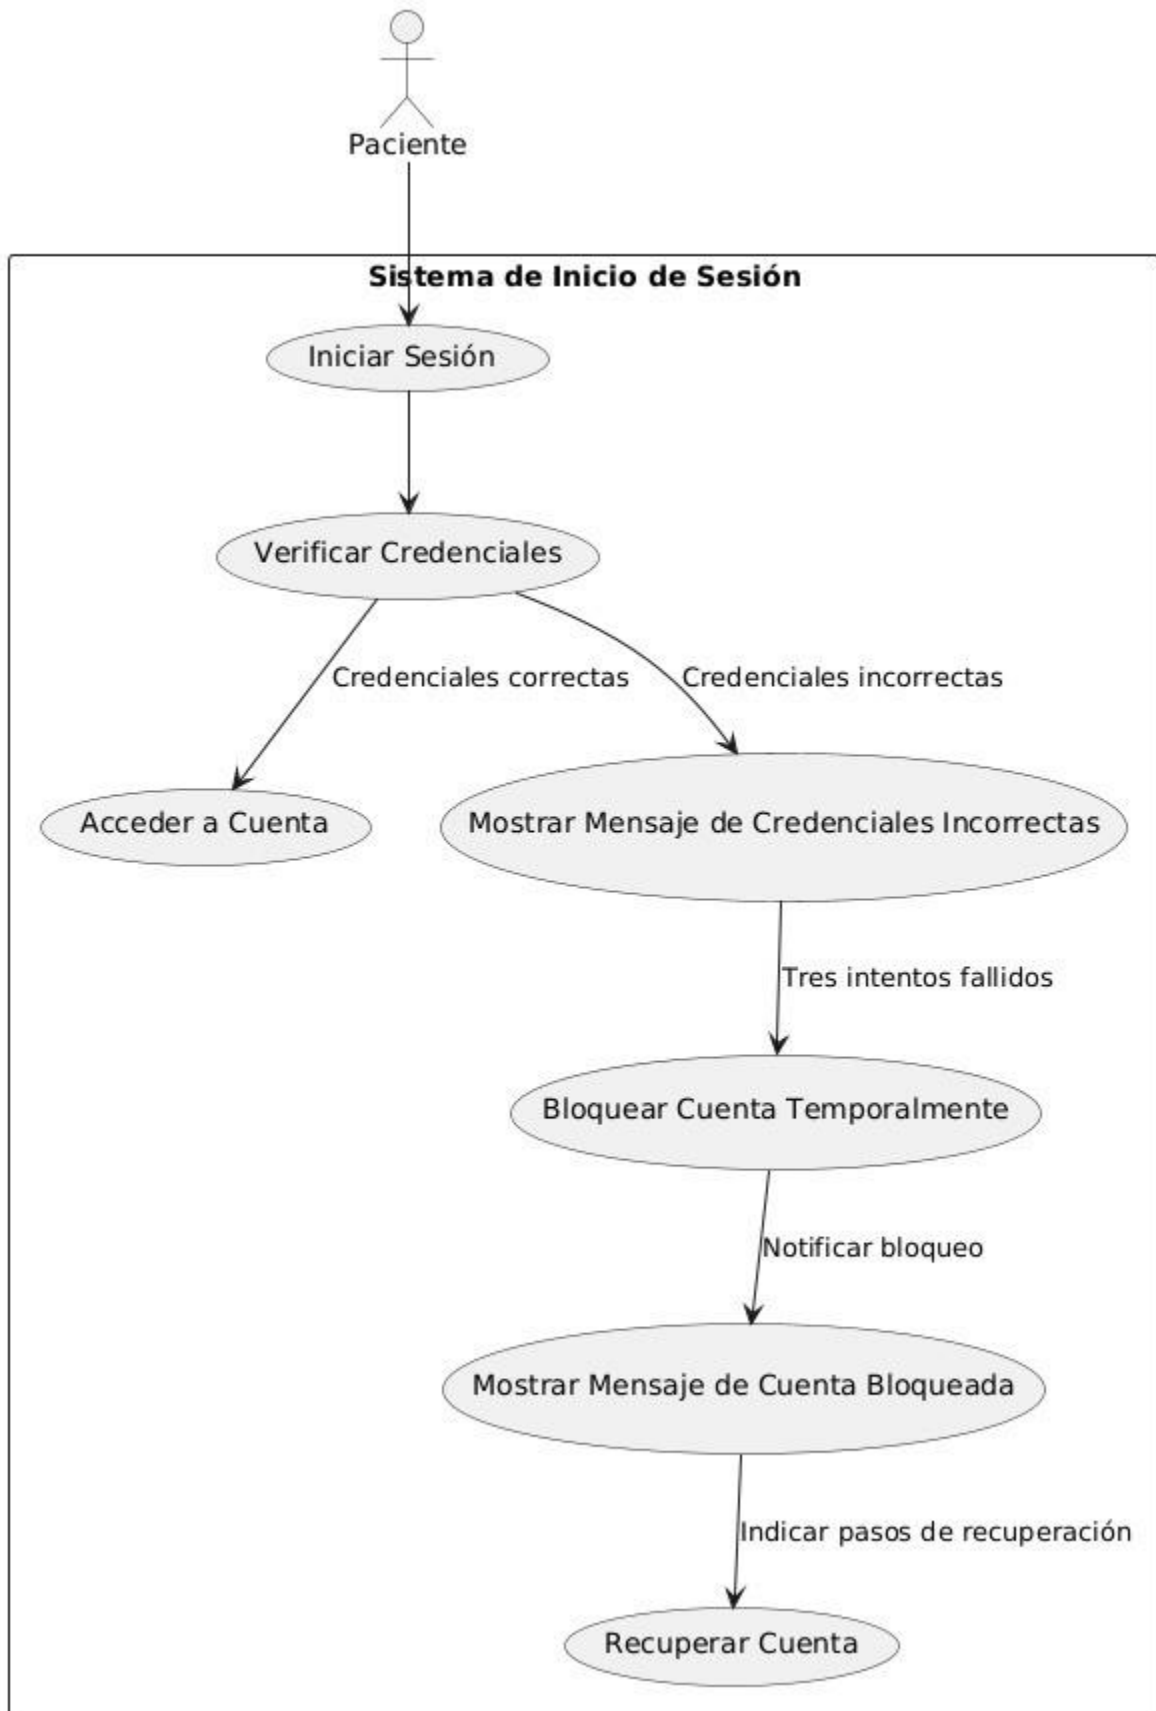 Paciente
Sistema de Inicio de Sesión
Iniciar Sesión
Verificar Credenciales
Credenciales correctas
Credenciales incorrectas
Acceder a Cuenta
Mostrar Mensaje de Credenciales Incorrectas
Tres intentos fallidos
Bloquear Cuenta Temporalmente
Notificar bloqueo
Mostrar Mensaje de Cuenta Bloqueada
Indicar pasos de recuperación
Recuperar Cuenta